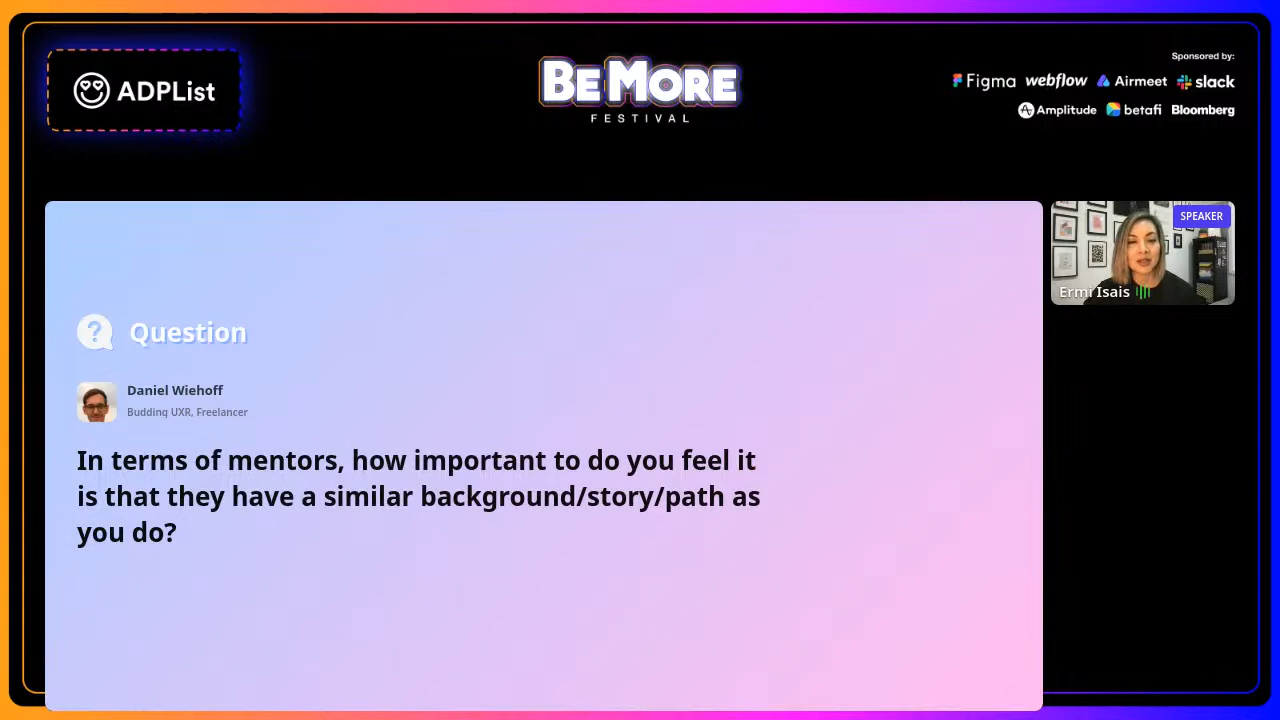 ADPList
BE MORE
FESTIVAL
Sponsored by:
Figma webflow Airmeet slack
Amplitude betafi Bloomberg
SPEAKER
Ermi Isais
Question
Daniel Wiehoff
Budding UXR, Freelancer
In terms of mentors, how important to do you feel it
is that they have a similar background/story/path as
you do?